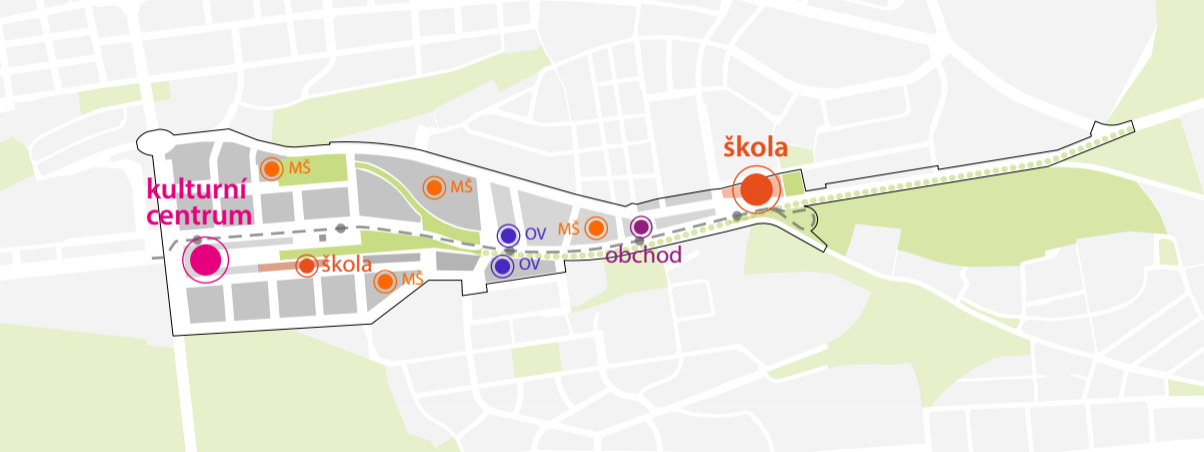 škola
MŠ
kulturní
centrum
MŠ
MŠ
OV
obchod
škola
OV
MŠ